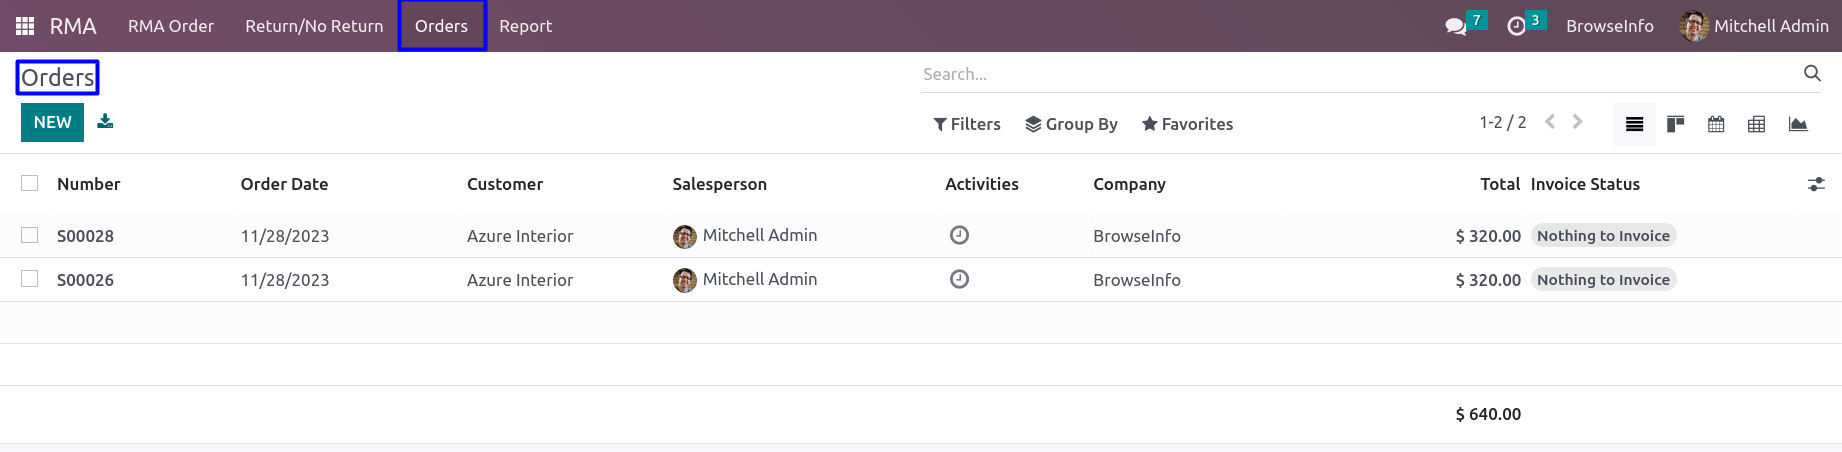 RMA RMA Order Return/No Return Orders Report 7 3 BrowseInfo Mitchell Admin
Orders Search...
NEW Filters Group By Favorites 1-2 / 2
Number Order Date Customer Salesperson Activities Company Total Invoice Status
S00028 11/28/2023 Azure Interior Mitchell Admin BrowseInfo $ 320.00 Nothing to Invoice
S00026 11/28/2023 Azure Interior Mitchell Admin BrowseInfo $ 320.00 Nothing to Invoice
$ 640.00